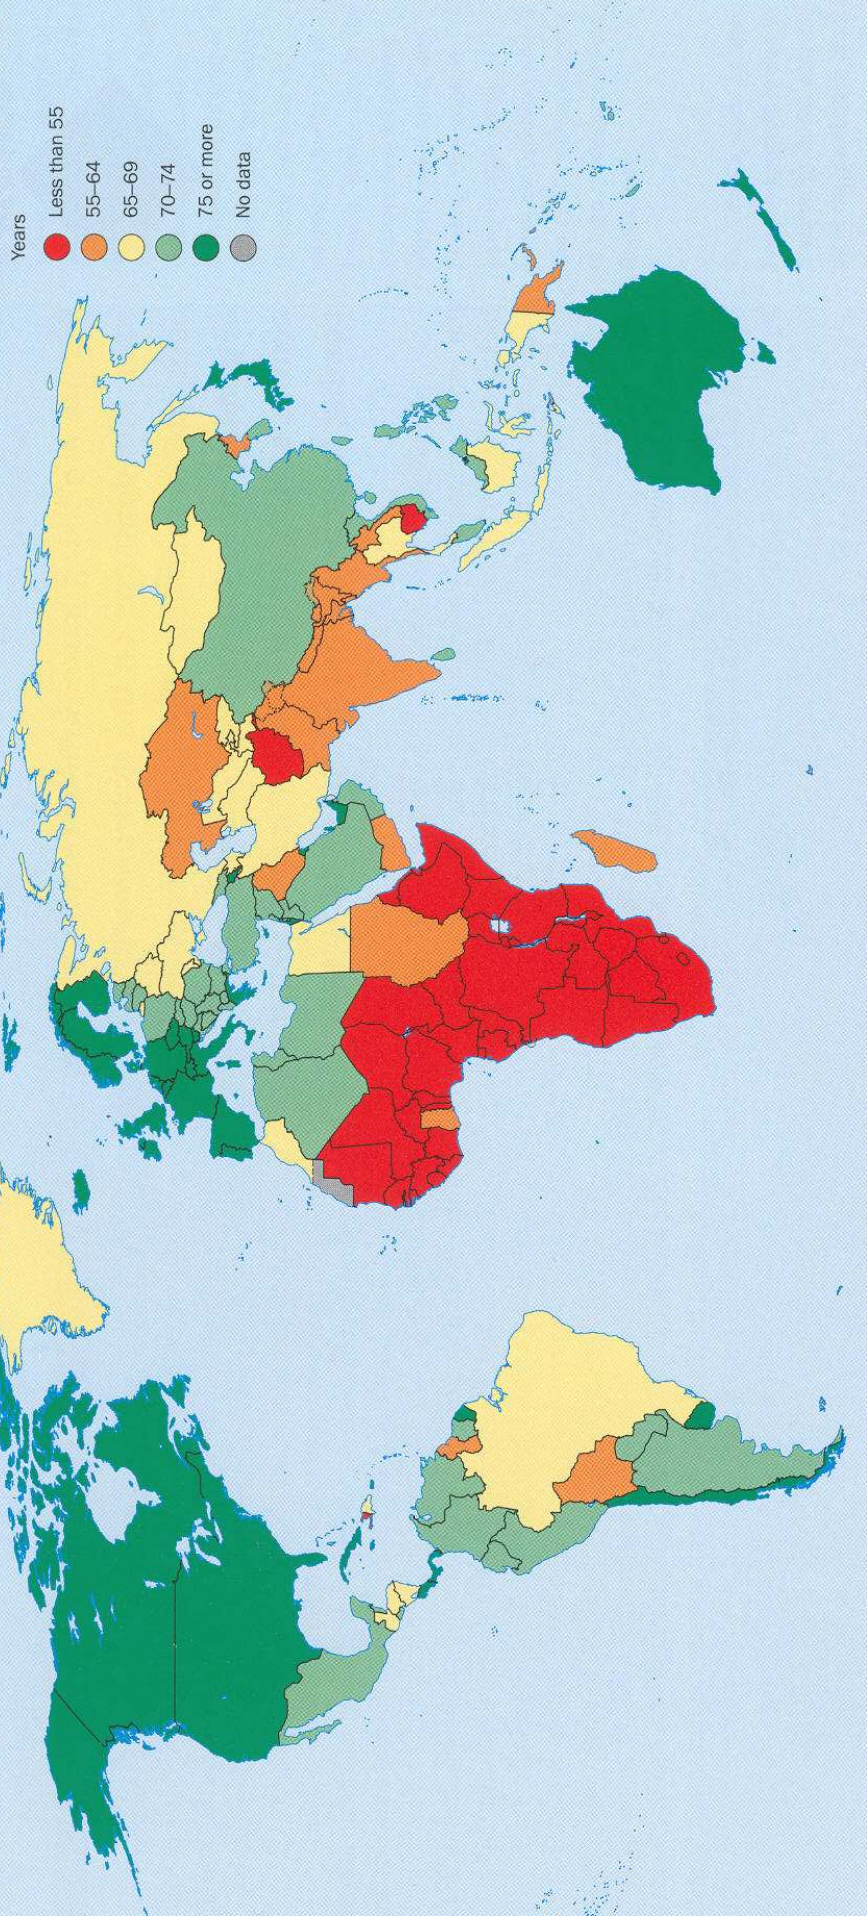 Years
Less than 55
55–64
65–69
70–74
75 or more
No data